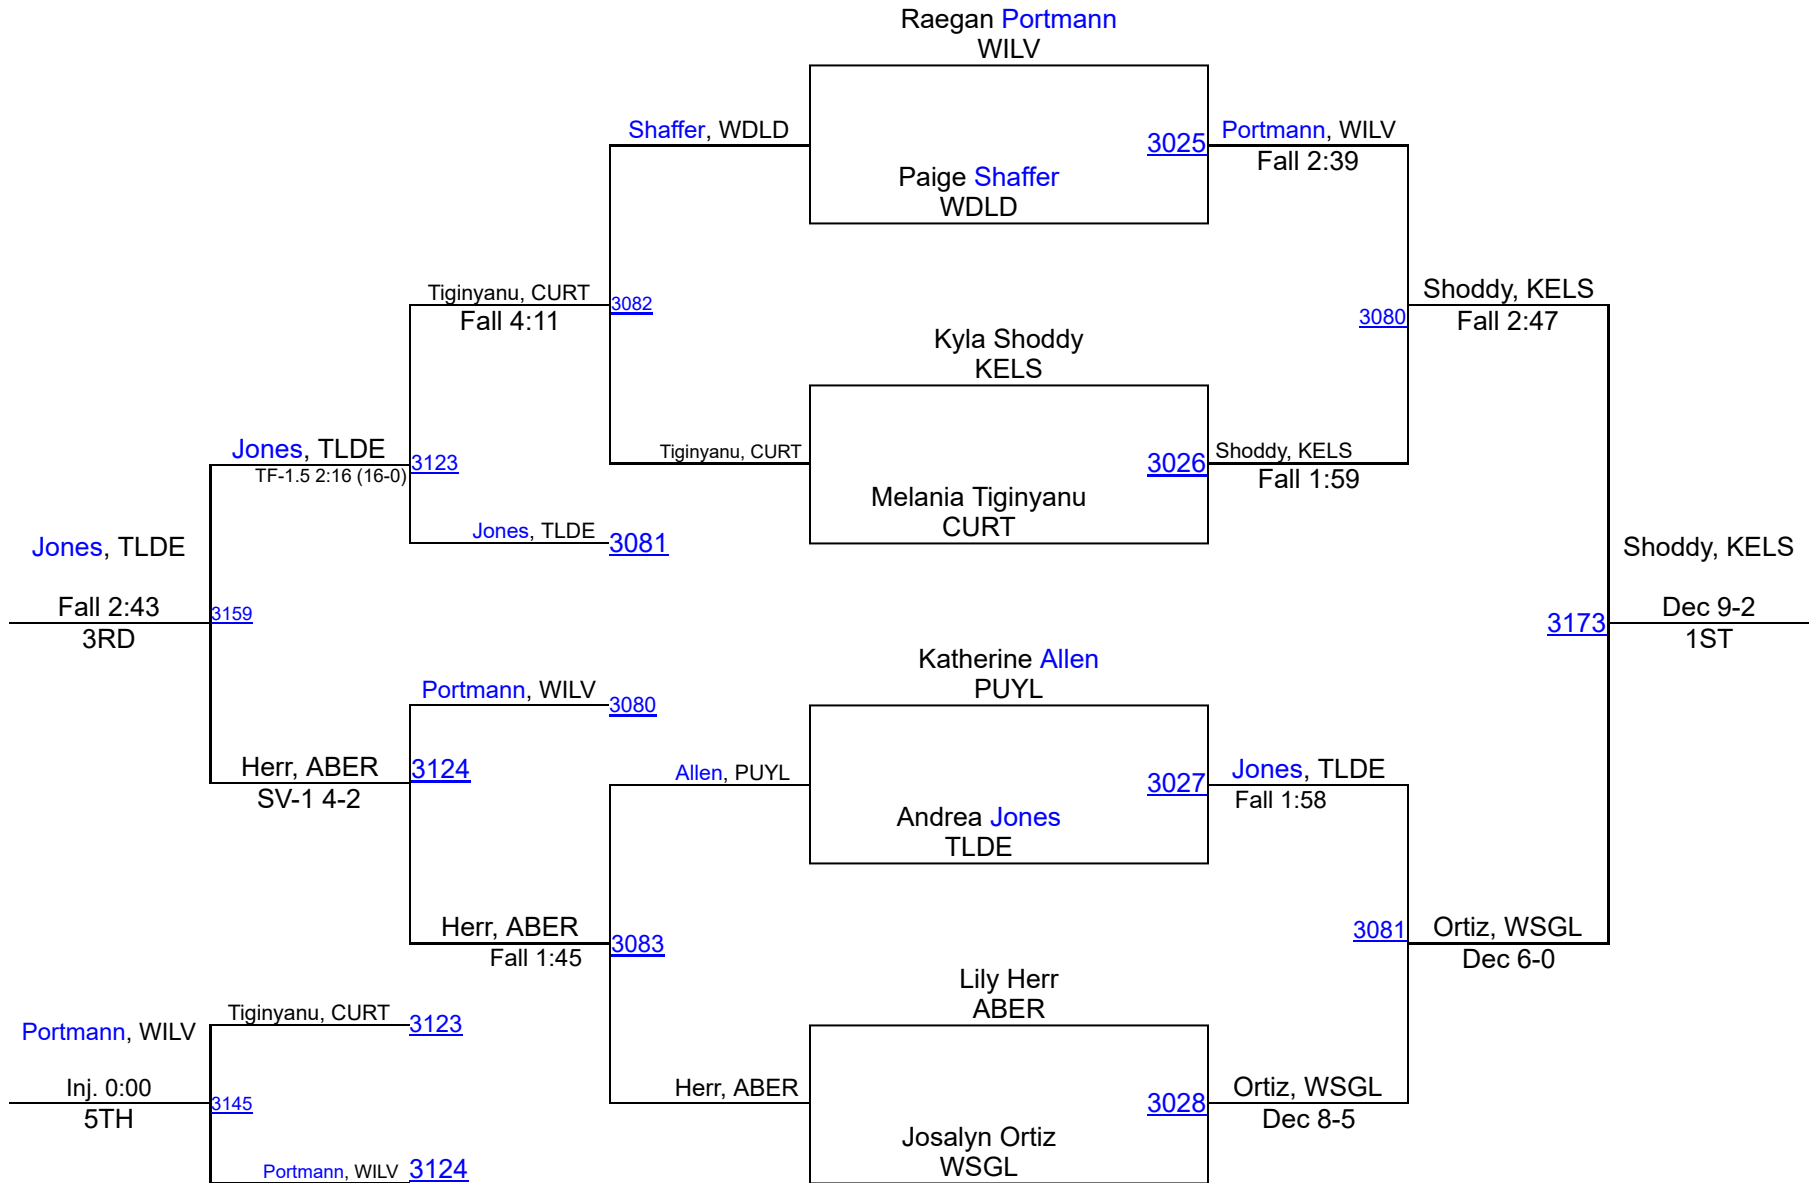 Raegan Portmann
WILV
Shaffer, WDLD
3025
Portmann, WILV
Fall 2:39
Paige Shaffer
WDLD
Tiginyanu, CURT
Fall 4:11
3082
Shoddy, KELS
Fall 2:47
3080
Kyla Shoddy
KELS
Jones, TLDE
TF-1.5 2:16 (16-0)
3123
Tiginyanu, CURT
3026
Shoddy, KELS
Fall 1:59
Melania Tiginyanu
CURT
Jones, TLDE
3081
Jones, TLDE
Fall 2:43
3RD
3159
Shoddy, KELS
Dec 9-2
1ST
3173
Katherine Allen
PUYL
Portmann, WILV
3080
Herr, ABER
SV-1 4-2
3124
Allen, PUYL
3027
Jones, TLDE
Fall 1:58
Andrea Jones
TLDE
Herr, ABER
Fall 1:45
3083
3081
Ortiz, WSGL
Dec 6-0
Lily Herr
ABER
Tiginyanu, CURT
3123
Portmann, WILV
Inj. 0:00
5TH
3145
Herr, ABER
3028
Ortiz, WSGL
Dec 8-5
Josalyn Ortiz
WSGL
Portmann, WILV
3124